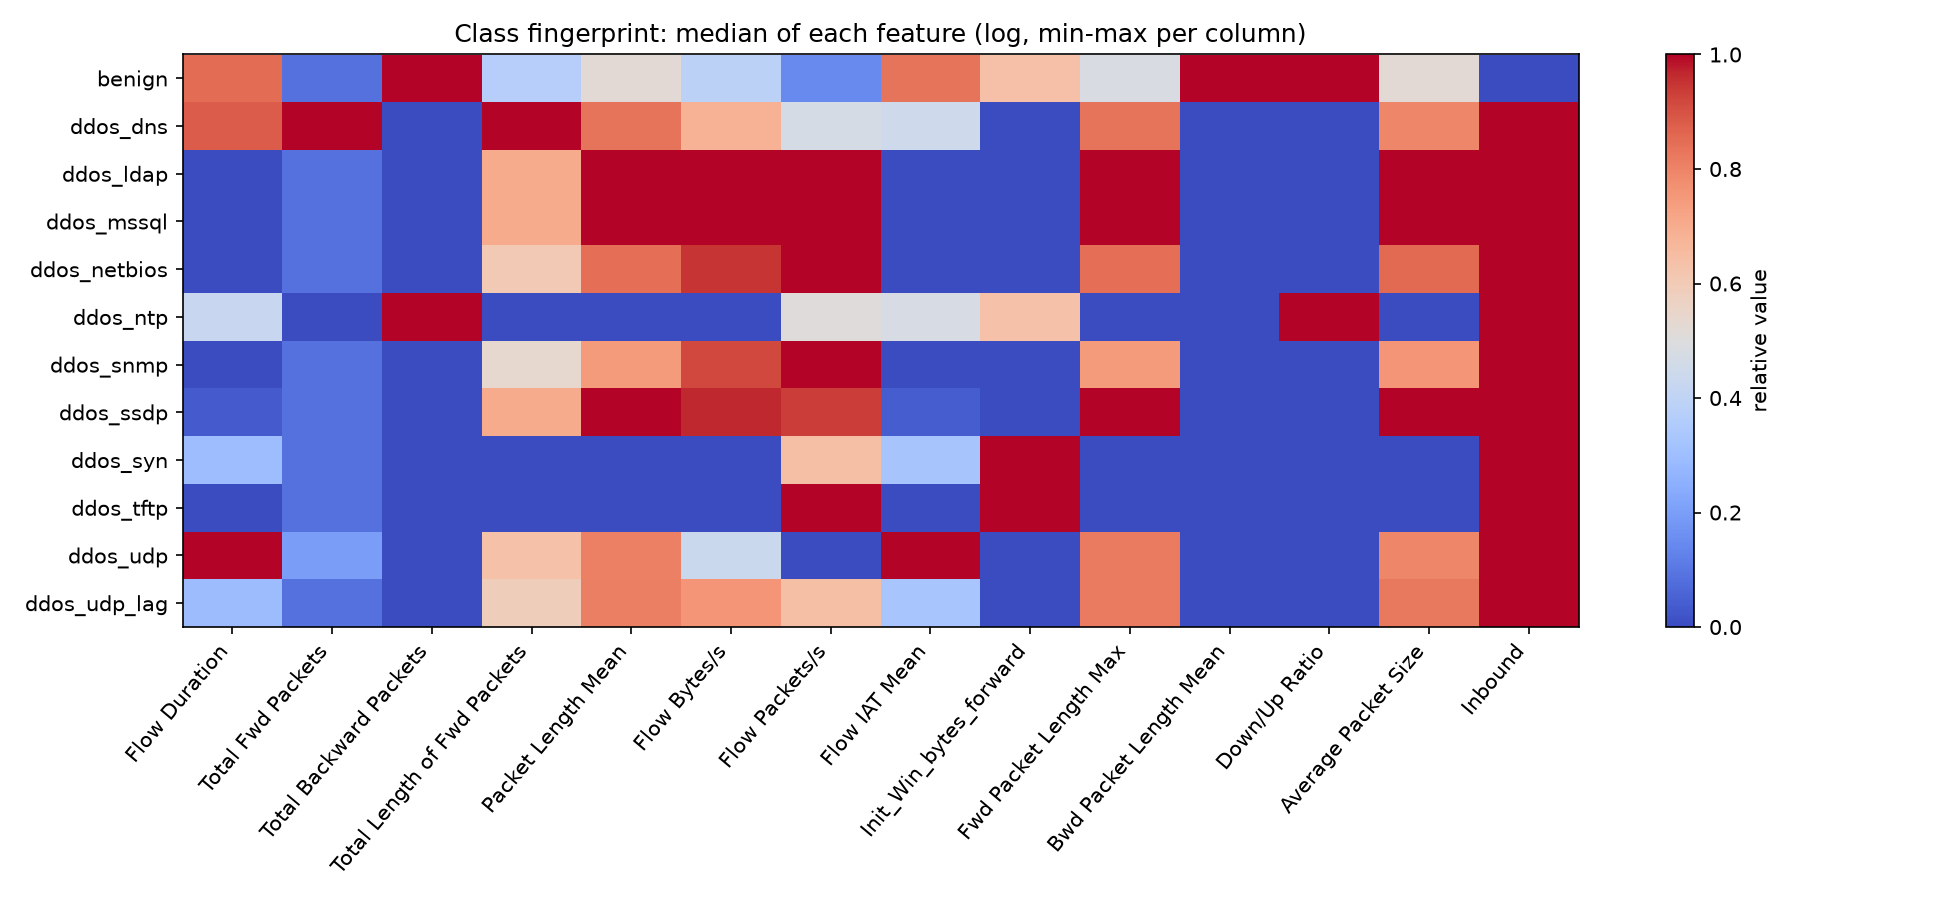 Class fingerprint: median of each feature (log, min-max per column)
benign
ddos_dns
ddos_ldap
ddos_mssql
ddos_netbios
ddos_ntp
ddos_snmp
ddos_ssdp
ddos_syn
ddos_tftp
ddos_udp
ddos_udp_lag
Flow Duration
Total Fwd Packets
Total Backward Packets
Total Length of Fwd Packets
Packet Length Mean
Flow Bytes/s
Flow Packets/s
Flow IAT Mean
Init_Win_bytes_forward
Fwd Packet Length Max
Bwd Packet Length Mean
Down/Up Ratio
Average Packet Size
Inbound
1.0
0.8
0.6
0.4
0.2
0.0
relative value